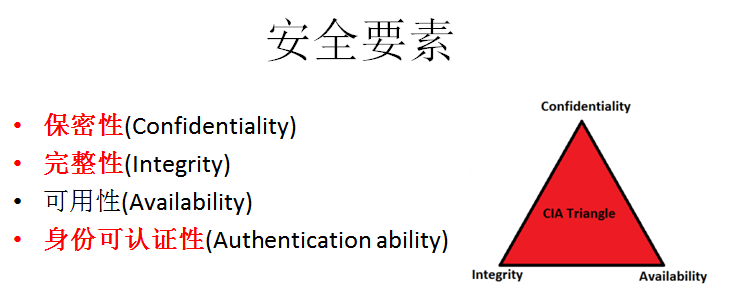 安全要素
• 保密性(Confidentiality)
• 完整性(Integrity)
• 可用性(Availability)
• 身份可认证性(Authentication ability)
Confidentiality
CIA Triangle
Integrity
Availability